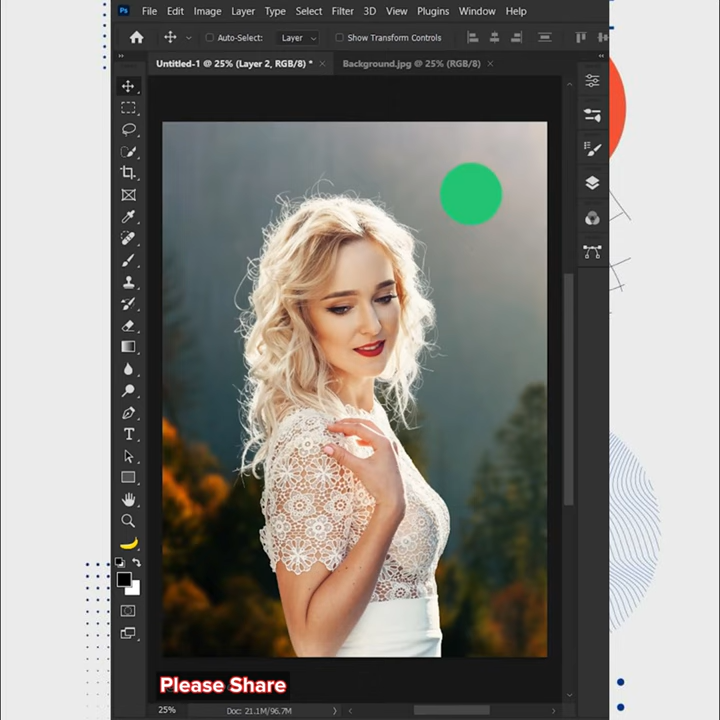 Ps File Edit Image Layer Type Select Filter 3D View Plugins Window Help
Auto-Select: Layer Show Transform Controls
Untitled-1 @ 25% (Layer 2, RGB/8) * × Background.jpg @ 25% (RGB/8) ×
T
Please Share
25% Doc: 21.1M/96.7M